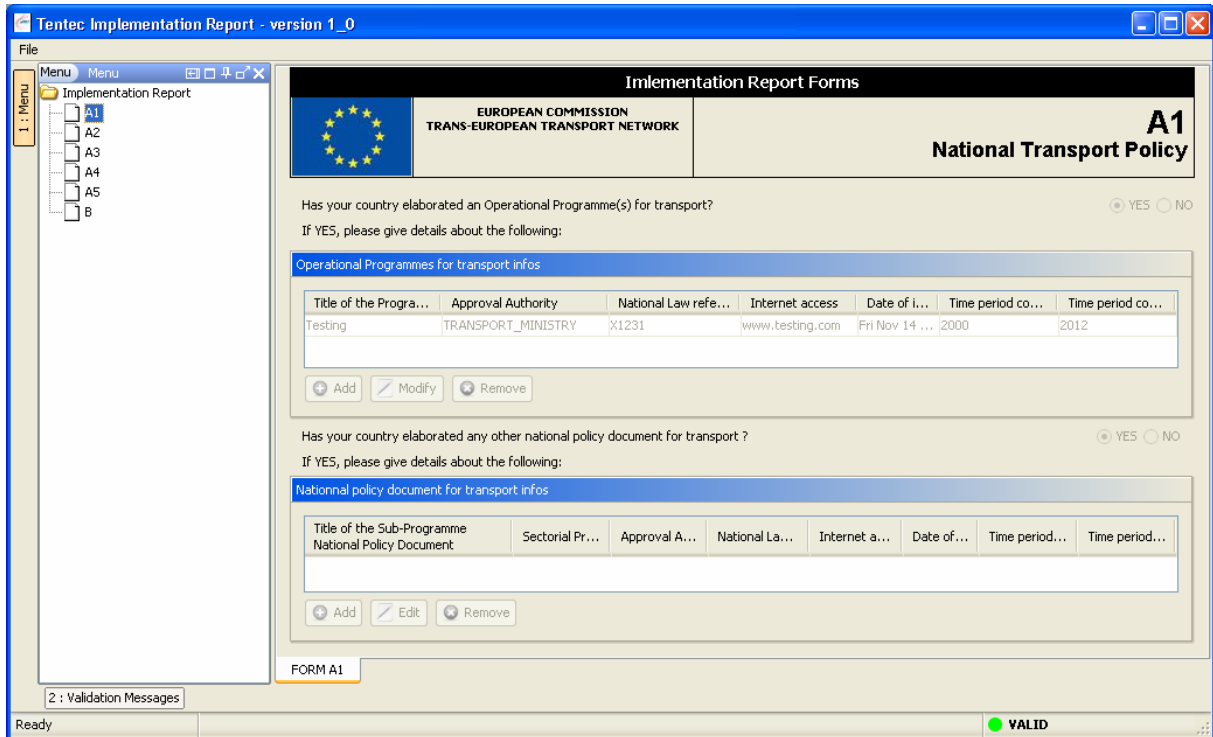 Tentec Implementation Report - version 1_0
File
1 : Menu
Menu Menu
Implementation Report
A1
A2
A3
A4
A5
B
Imlementation Report Forms
EUROPEAN COMMISSION
TRANS-EUROPEAN TRANSPORT NETWORK
A1
National Transport Policy
Has your country elaborated an Operational Programme(s) for transport? YES NO
If YES, please give details about the following:
Operational Programmes for transport infos
Title of the Progra... Approval Authority National Law refe... Internet access Date of i... Time period co... Time period co...
Testing TRANSPORT_MINISTRY X1231 www.testing.com Fri Nov 14 ... 2000 2012
Add Modify Remove
Has your country elaborated any other national policy document for transport ? YES NO
If YES, please give details about the following:
Nationnal policy document for transport infos
Title of the Sub-Programme
National Policy Document Sectorial Pr... Approval A... National La... Internet a... Date of... Time period... Time period...
Add Edit Remove
FORM A1
2 : Validation Messages
Ready VALID